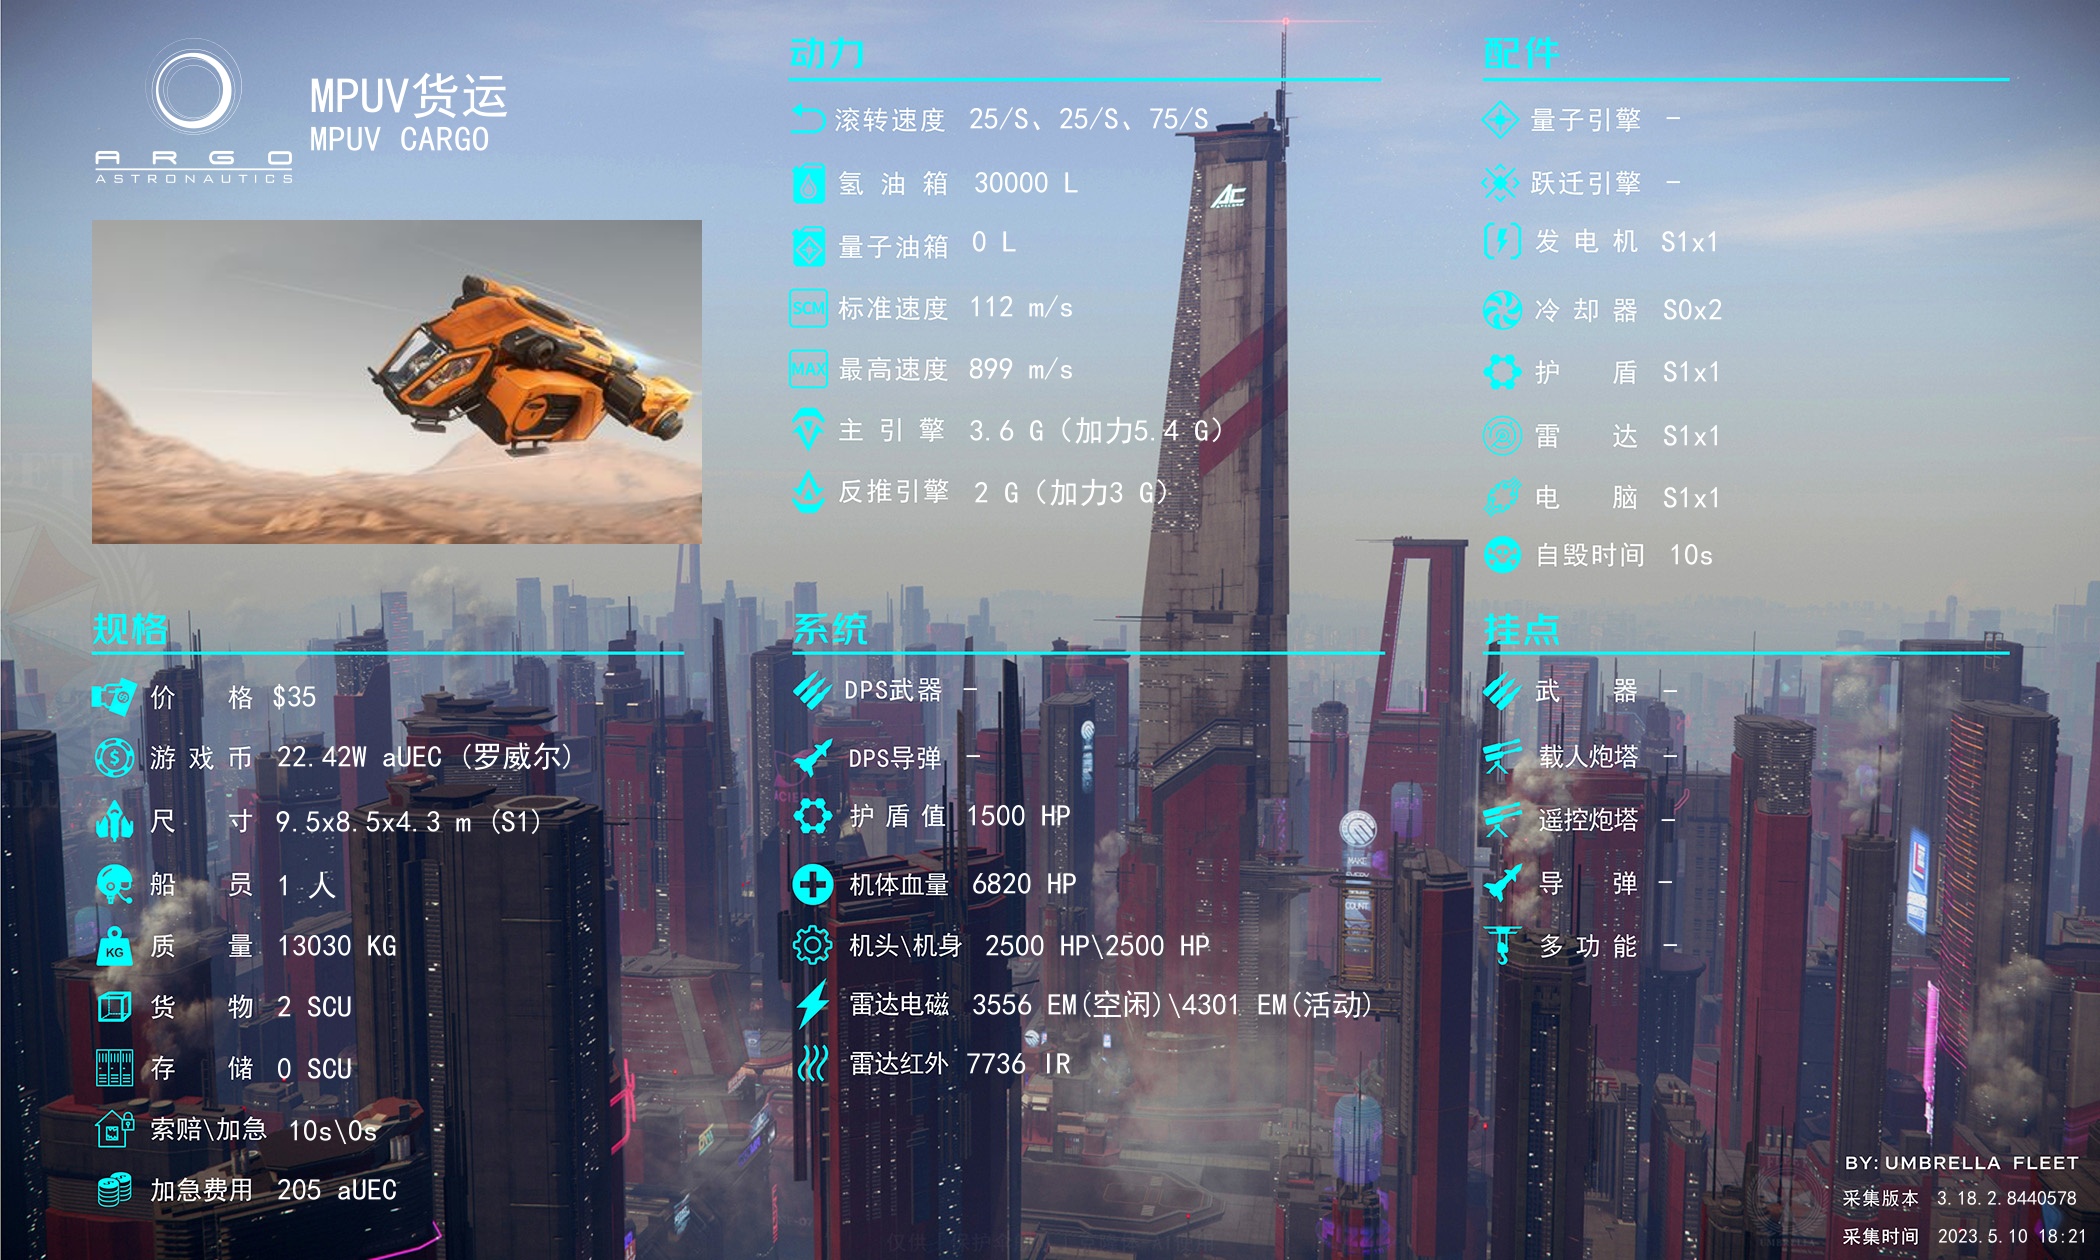 ARGO
ASTRONAUTICS
MPUV货运
MPUV CARGO
动力
滚转速度 25/S、25/S、75/S
氢油箱 30000 L
量子油箱 0 L
SCM 标准速度 112 m/s
MAX 最高速度 899 m/s
主引擎 3.6 G（加力5.4 G）
反推引擎 2 G（加力3 G）
配件
量子引擎 -
跃迁引擎 -
发电机 S1x1
冷却器 S0x2
护盾 S1x1
雷达 S1x1
电脑 S1x1
自毁时间 10s
规格
价格 $35
游戏币 22.42W aUEC (罗威尔)
尺寸 9.5x8.5x4.3 m (S1)
船员 1 人
KG 质量 13030 KG
货物 2 SCU
存储 0 SCU
索赔\加急 10s\0s
加急费用 205 aUEC
系统
DPS武器 -
DPS导弹 -
护盾值 1500 HP
机体血量 6820 HP
机头\机身 2500 HP\2500 HP
雷达电磁 3556 EM(空闲)\4301 EM(活动)
雷达红外 7736 IR
挂点
武器 -
载人炮塔 -
遥控炮塔 -
导弹 -
多功能 -
AC
MAKE
EVERY
COUNT
BY: UMBRELLA FLEET
采集版本 3.18.2.8440578
采集时间 2023.5.10 18:21